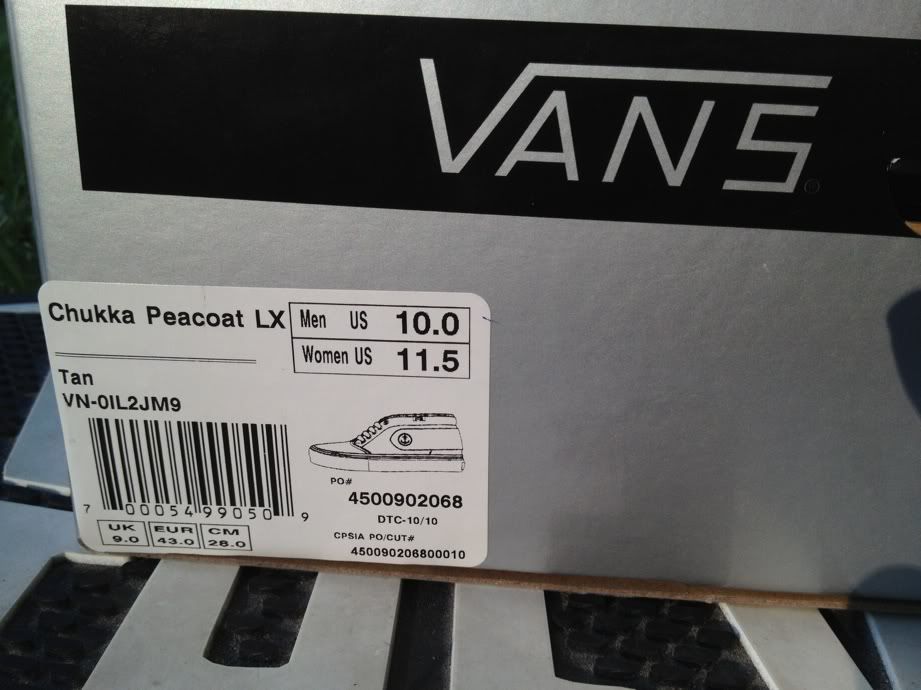 VANS
Chukka Peacoat LX
Men US 10.0
Women US 11.5
Tan
VN-0IL2JM9
7 00054 99050 9
UK 9.0
EUR 43.0
CM 28.0
PO#
4500902068
DTC-10/10
CPSIA PO/CUT#
450090206800010